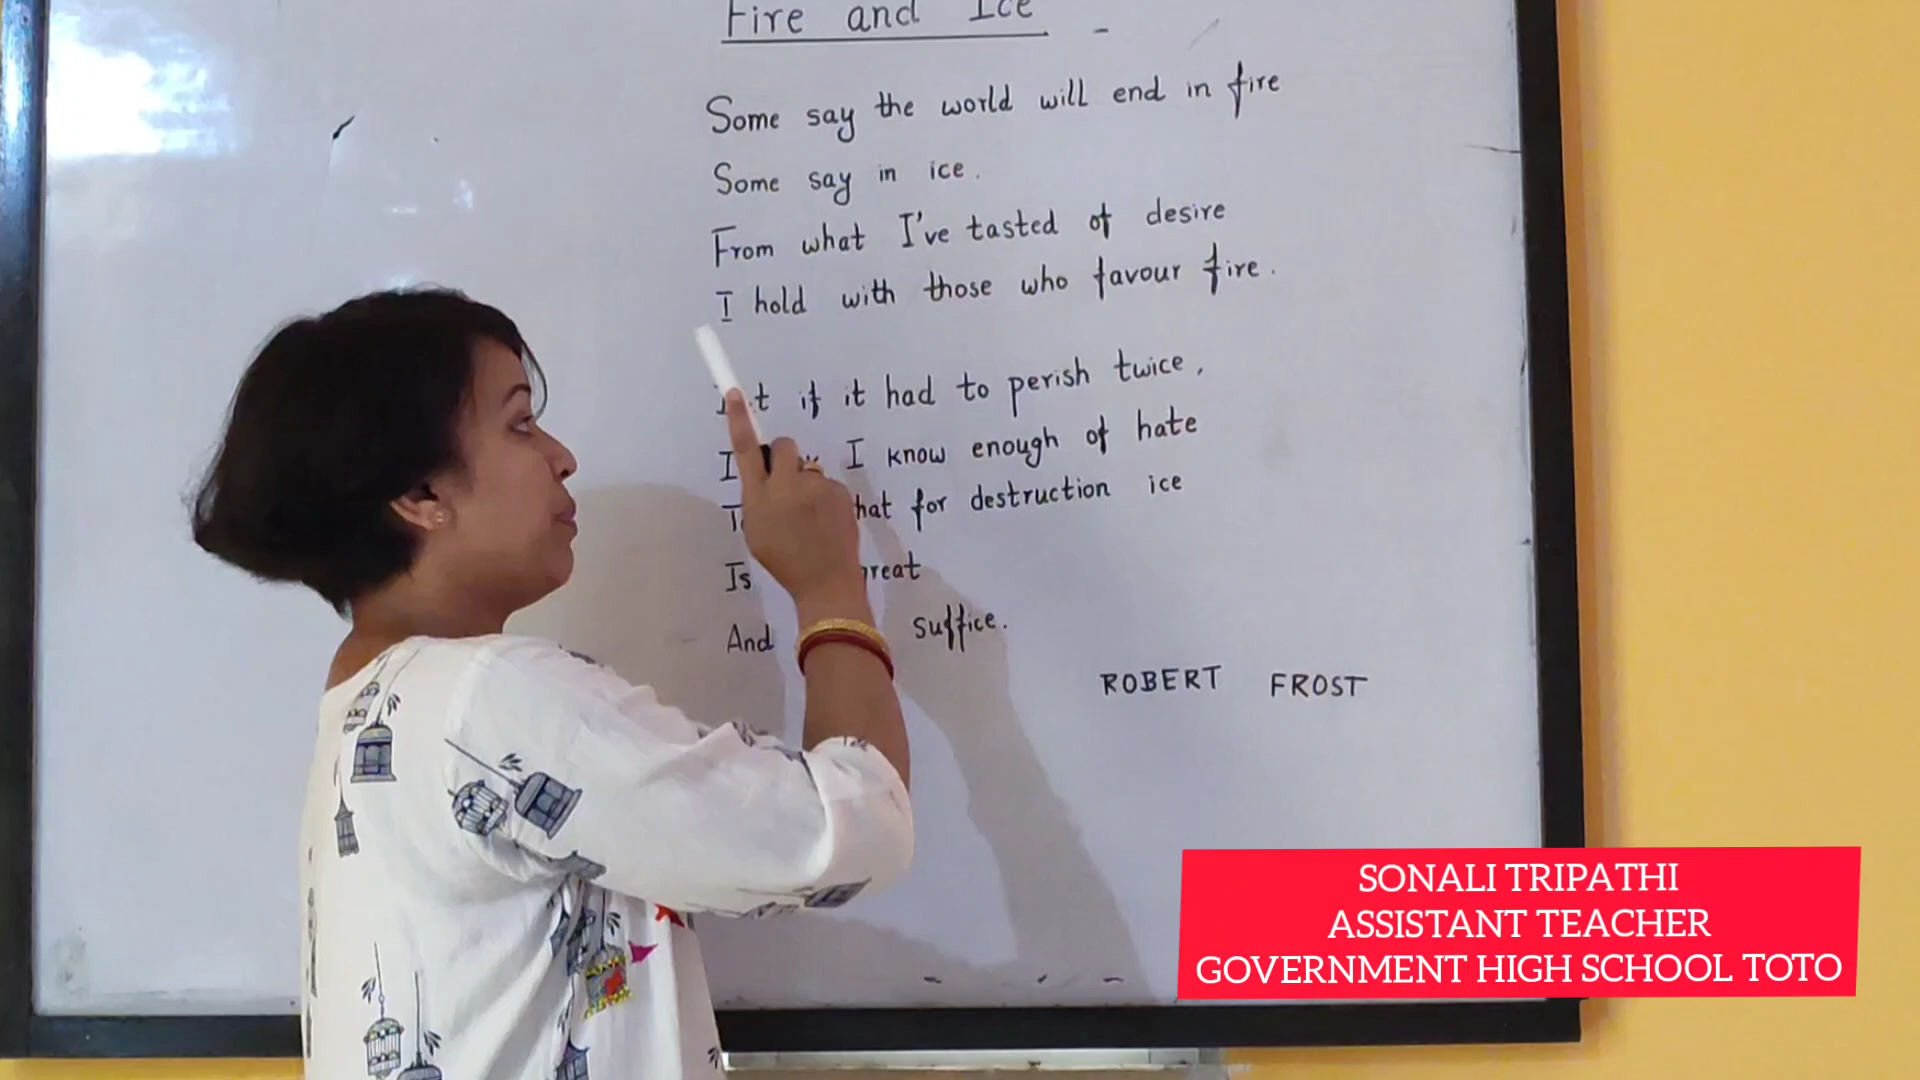 Fire and Ice
Some say the world will end in fire
Some say in ice.
From what I've tasted of desire
I hold with those who favour fire.
if it had to perish twice,
I I know enough of hate
for destruction ice
Is
And suffice.
ROBERT FROST
SONALI TRIPATHI
ASSISTANT TEACHER
GOVERNMENT HIGH SCHOOL TOTO